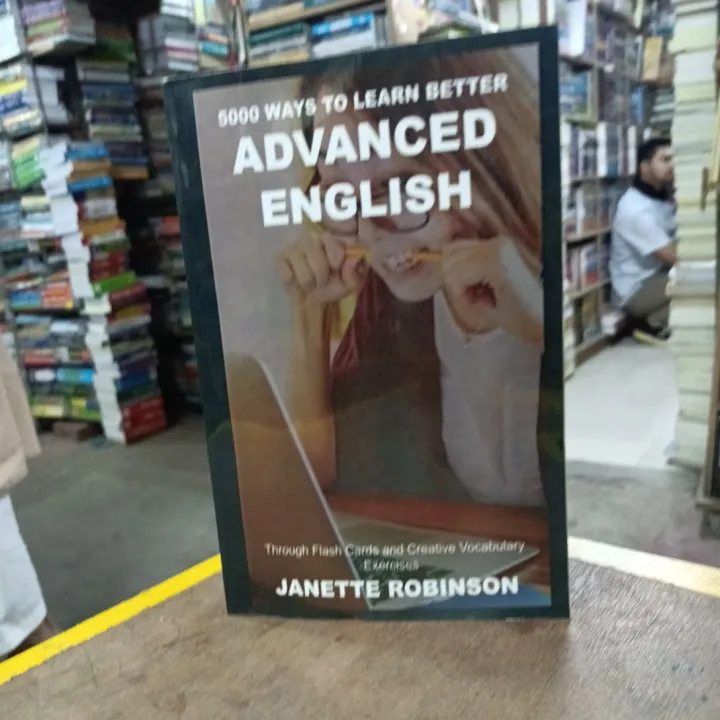 5000 WAYS TO LEARN BETTER
ADVANCED
ENGLISH
Through Flash Cards and Creative Vocabulary
Exercises
JANETTE ROBINSON